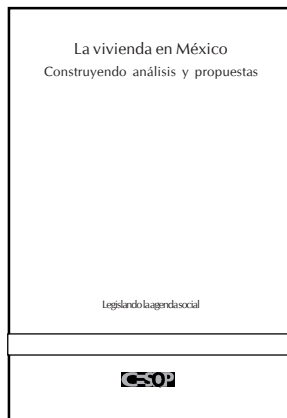 La vivienda en México
Construyendo análisis y propuestas
Legislando la agenda social
CESOP